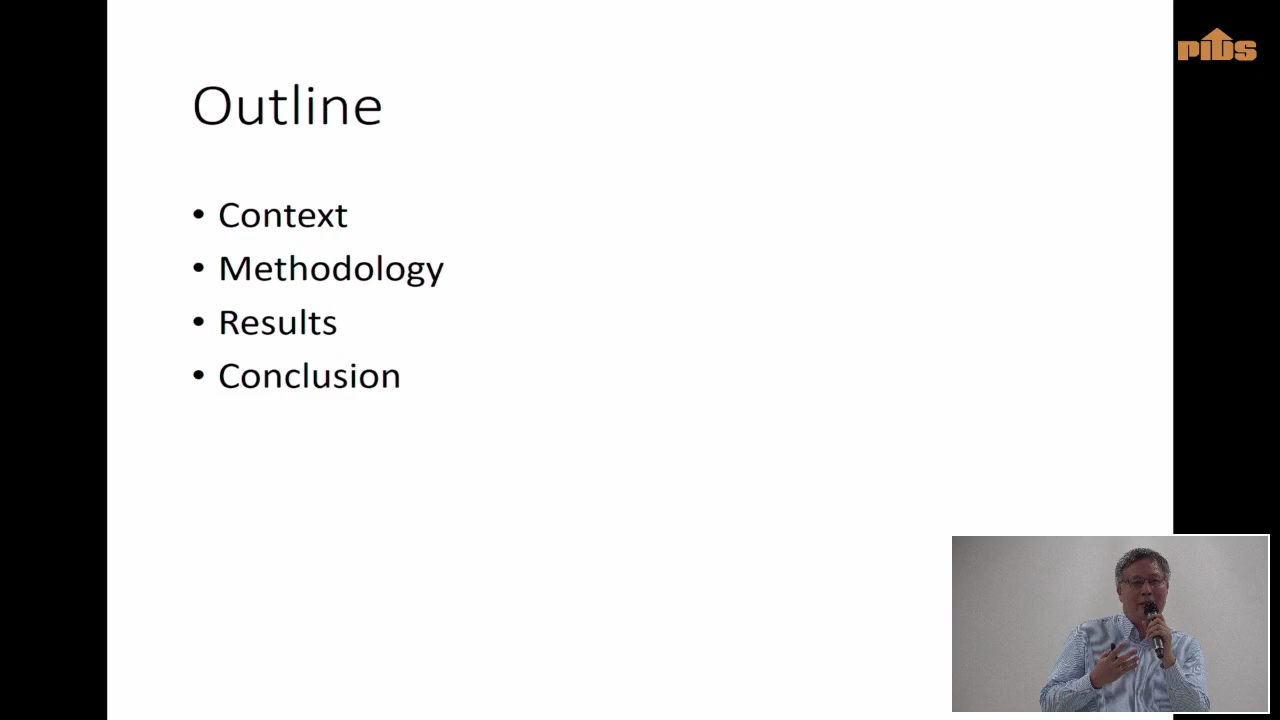 PIDS
Outline
• Context
• Methodology
• Results
• Conclusion